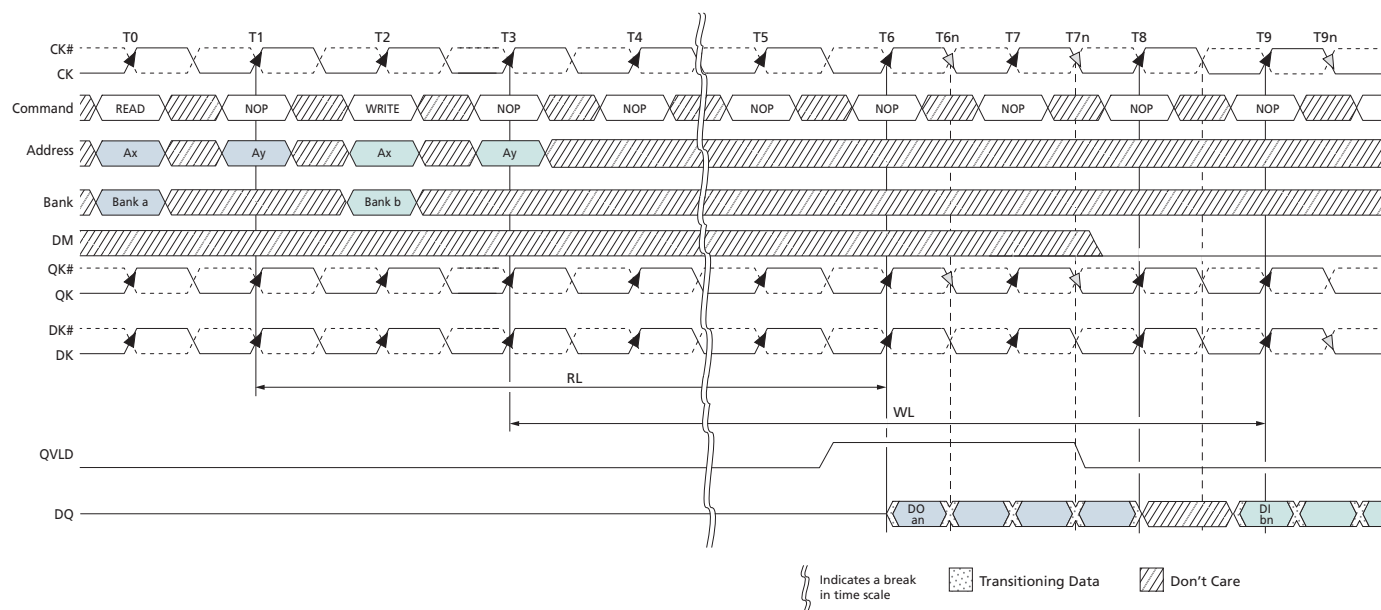 T0 T1 T2 T3 T4 T5 T6 T6n T7 T7n T8 T9 T9n
CK#
CK
Command READ NOP WRITE NOP NOP NOP NOP NOP NOP NOP
Address Ax Ay Ax Ay
Bank Bank a Bank b
DM
QK#
QK
DK#
DK
RL
WL
QVLD
DQ DO an DI bn
Indicates a break
in time scale
Transitioning Data
Don't Care